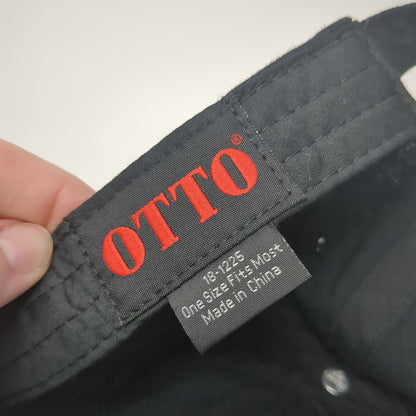 OTTO®
18-1225
One Size Fits Most
Made in China